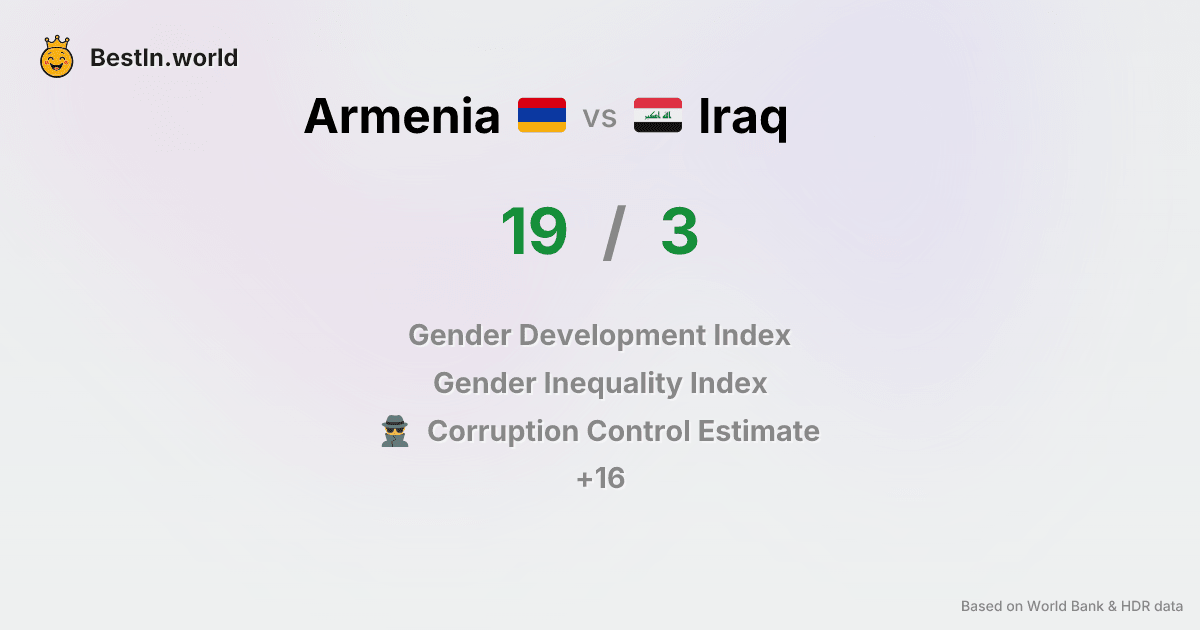 BestIn.world
Armenia vs Iraq
19 / 3
Gender Development Index
Gender Inequality Index
Corruption Control Estimate
+16
Based on World Bank & HDR data